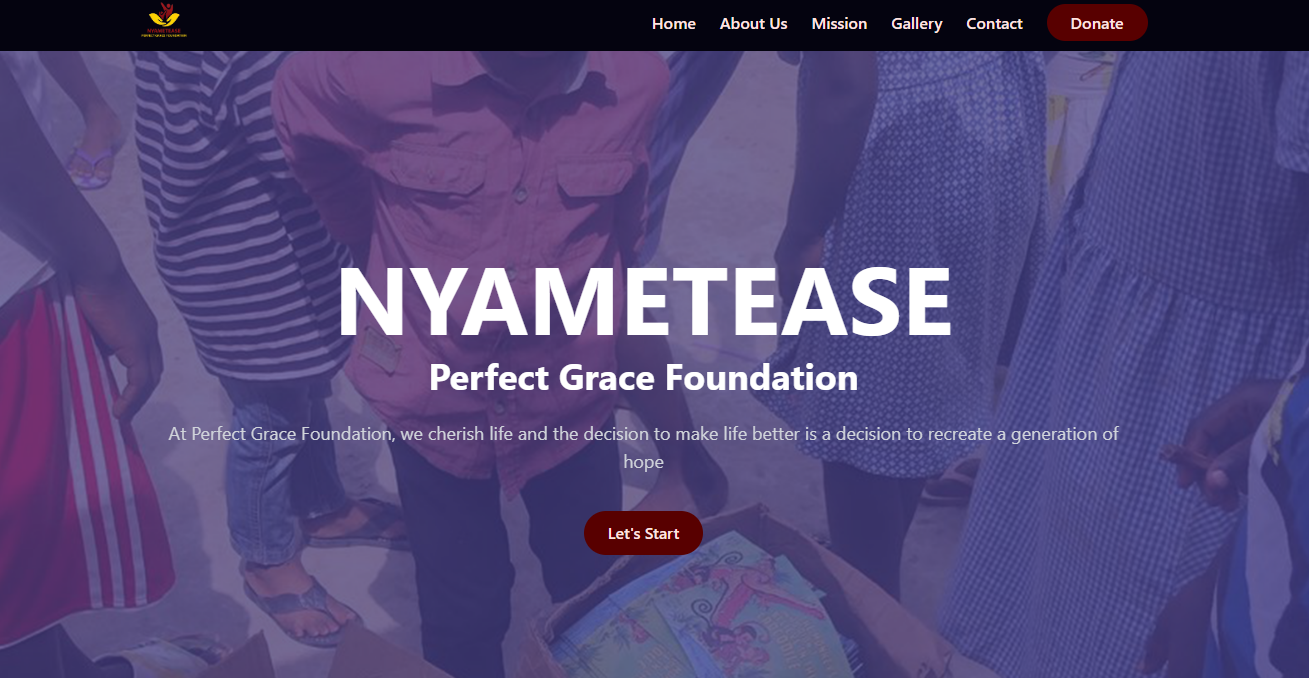 NYAMETEASE
PERFECT GRACE FOUNDATION
Home About Us Mission Gallery Contact Donate
NYAMETEASE
Perfect Grace Foundation
At Perfect Grace Foundation, we cherish life and the decision to make life better is a decision to recreate a generation of
hope
Let's Start